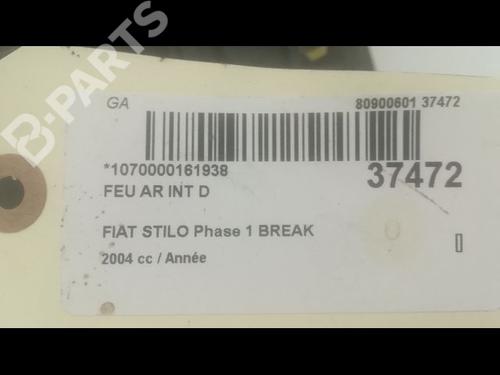 B-PARTS
GA
80900601 37472
*1070000161938
37472
FEU AR INT D
FIAT STILO Phase 1 BREAK
2004 cc / Année